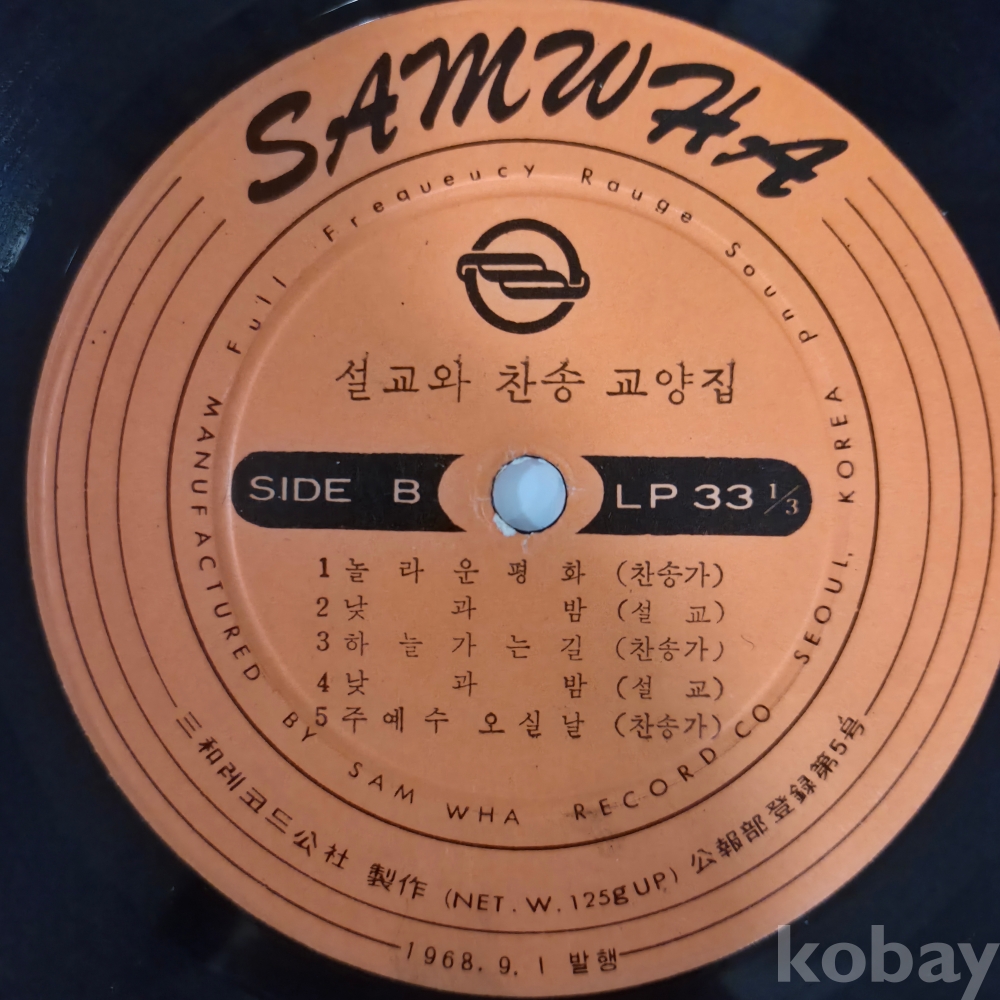 SAMWHA
Full Frequeucy Rauge Souud
설교와 찬송 교양집
SIDE B LP 33 1/3
1 놀라운평화 (찬송가)
2 낮과밤 (설교)
3 하늘가는길 (찬송가)
4 낮과밤 (설교)
5 주예수 오실날 (찬송가)
MANUFACTURED BY SAM WHA RECORD CO SEOUL, KOREA
三和레코드公社 製作 (NET. W. 125g UP) 公報部登錄第5号
1968. 9. 1 발행
kobay